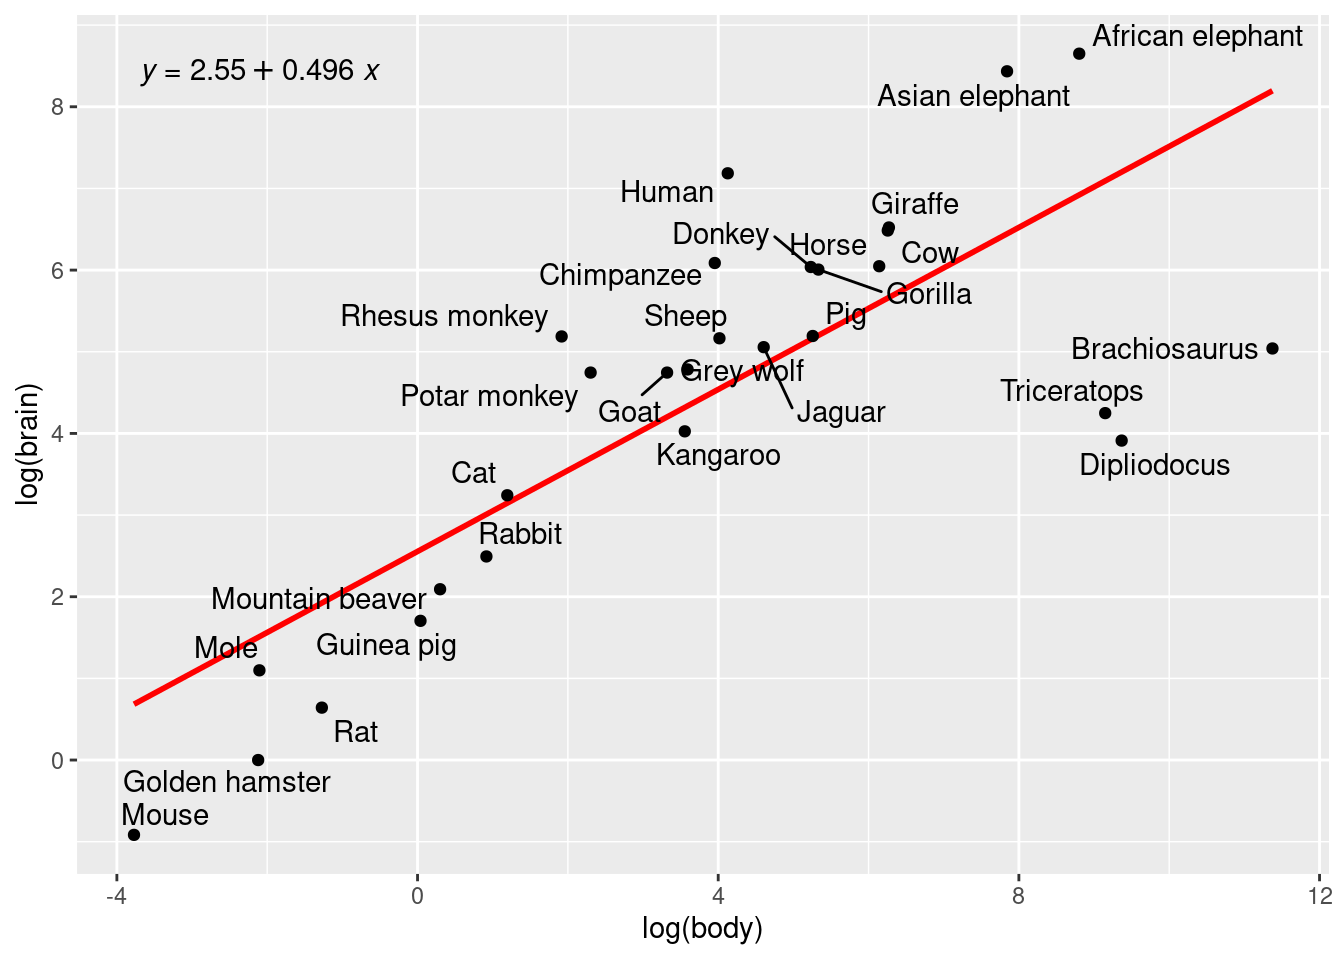 y = 2.55 + 0.496 x
African elephant
Asian elephant
Human
Giraffe
Donkey
Horse
Cow
Chimpanzee
Gorilla
Rhesus monkey
Sheep
Pig
Brachiosaurus
Grey wolf
Triceratops
Potar monkey
Goat
Jaguar
Kangaroo
Dipliodocus
Cat
Rabbit
Mountain beaver
Guinea pig
Mole
Rat
Golden hamster
Mouse
8
6
4
2
0
log(brain)
-4 0 4 8 12
log(body)